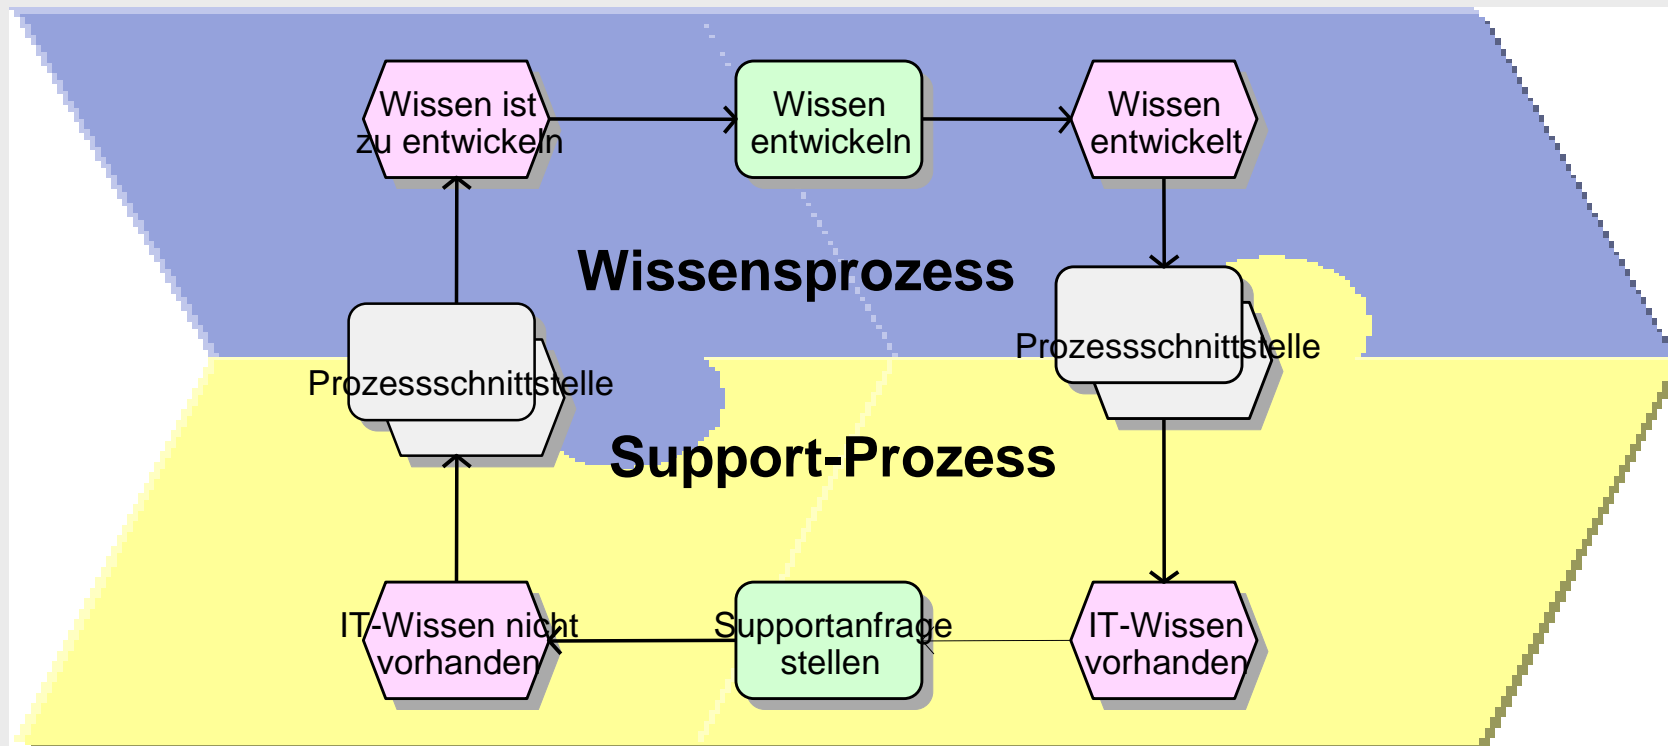 Wissen ist
zu entwickeln
Wissen
entwickeln
Wissen
entwickelt
Wissensprozess
Prozessschnittstelle
Prozessschnittstelle
Support-Prozess
IT-Wissen nicht
vorhanden
Supportanfrage
stellen
IT-Wissen
vorhanden